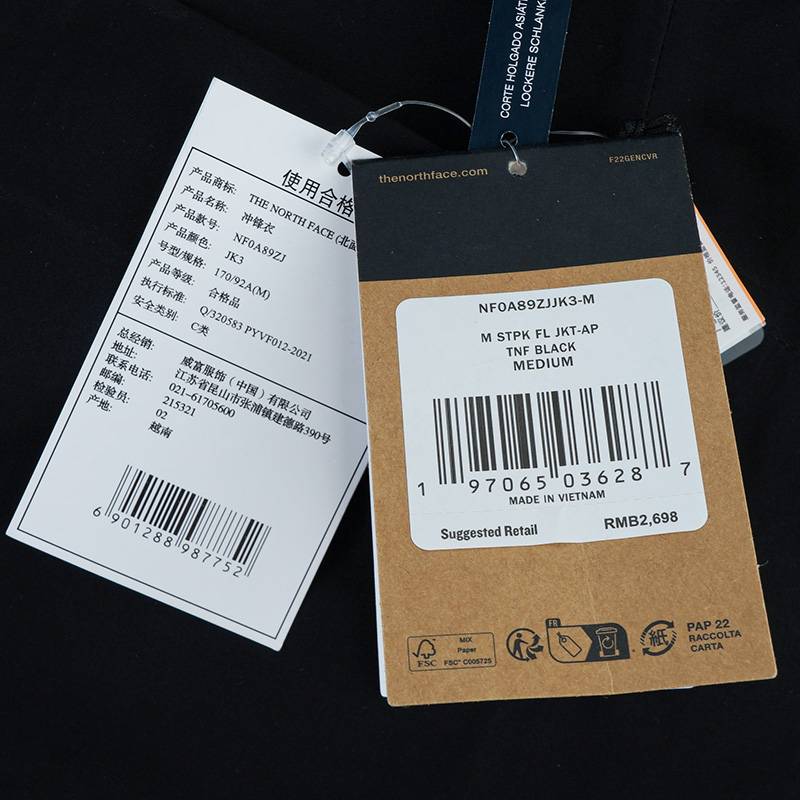 CORTE HOLGADO ASIÁT
LOCKERE SCHLANK
使用合格
产品商标: THE NORTH FACE (北面
产品名称: 冲锋衣
产品款号: NF0A89ZJ
产品颜色: JK3
号型/规格: 170/92A(M)
产品等级: 合格品
执行标准: Q/320583 PYVF012-2021
安全类别: C类
总经销: 威富服饰（中国）有限公司
地址: 江苏省昆山市张浦镇建德路390号
联系电话: 021-61705600
邮编: 215321
检验员: 02
产地: 越南
6 901288 987752
thenorthface.com
F22GENCVR
NF0A89ZJJK3-M
M STPK FL JKT-AP
TNF BLACK
MEDIUM
1 97065 03628 7
MADE IN VIETNAM
Suggested Retail RMB2,698
FSC
MIX
Paper
FSC® C005725
FR
紙
PAP 22
RACCOLTA
CARTA